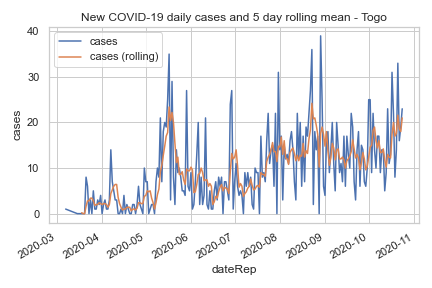 New COVID-19 daily cases and 5 day rolling mean - Togo
cases
cases (rolling)
40
30
20
10
0
cases
2020-03
2020-04
2020-05
2020-06
2020-07
2020-08
2020-09
2020-10
2020-11
dateRep